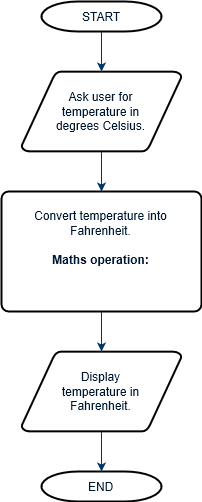 START
Ask user for
temperature in
degrees Celsius.
Convert temperature into
Fahrenheit.
Maths operation:
Display
temperature in
Fahrenheit.
END